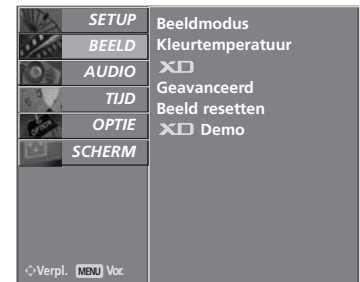 SETUP
BEELD
AUDIO
TIJD
OPTIE
SCHERM
Verpl. MENU Vor.
Beeldmodus
Kleurtemperatuur
XD
Geavanceerd
Beeld resetten
XD Demo